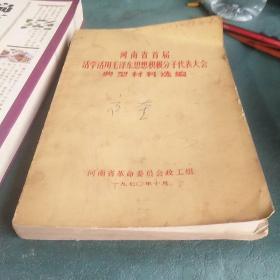 河南省首届
活学活用毛泽东思想积极分子代表大会
典型材料选编
河南省革命委员会政工组
一九七〇年十月